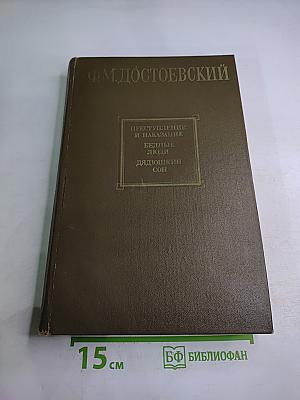 Ф.М.ДОСТОЕВСКИЙ
ПРЕСТУПЛЕНИЕ
И НАКАЗАНИЕ
БЕДНЫЕ
ЛЮДИ
ДЯДЮШКИН
СОН
15 см
БФ БИБЛИОФАН